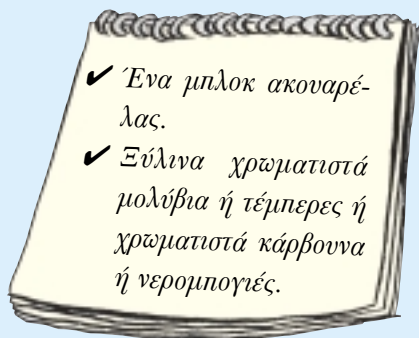 ✔ Ένα μπλοκ ακουαρέ-
λας.
✔ Ξύλινα χρωματιστά
μολύβια ή τέμπερες ή
χρωματιστά κάρβουνα
ή νερομπογιές.